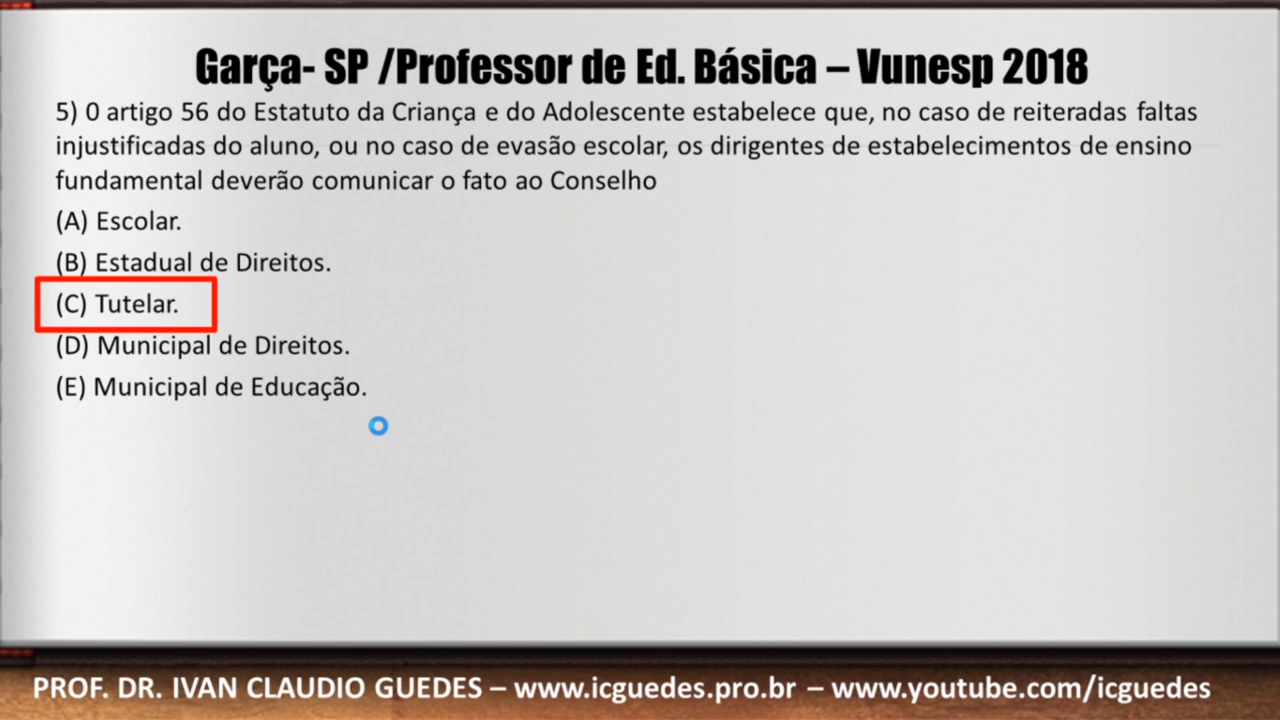 Garça- SP /Professor de Ed. Básica – Vunesp 2018
5) O artigo 56 do Estatuto da Criança e do Adolescente estabelece que, no caso de reiteradas faltas
injustificadas do aluno, ou no caso de evasão escolar, os dirigentes de estabelecimentos de ensino
fundamental deverão comunicar o fato ao Conselho
(A) Escolar.
(B) Estadual de Direitos.
(C) Tutelar.
(D) Municipal de Direitos.
(E) Municipal de Educação.
PROF. DR. IVAN CLAUDIO GUEDES – www.icguedes.pro.br – www.youtube.com/icguedes